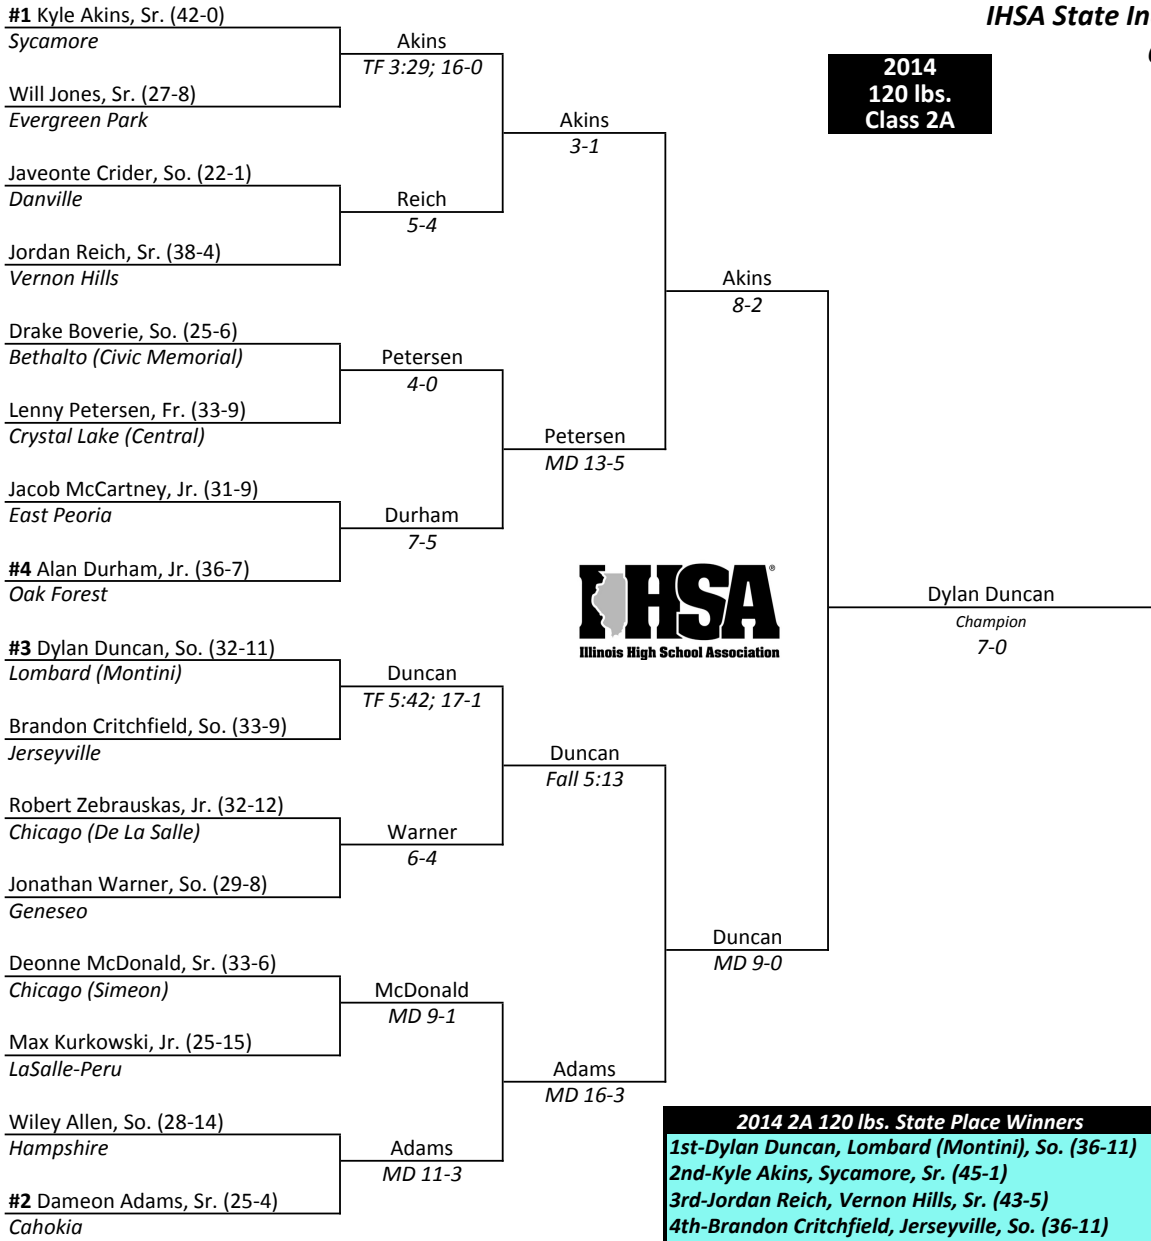 #1 Kyle Akins, Sr. (42-0)
Sycamore
Will Jones, Sr. (27-8)
Evergreen Park
Javeonte Crider, So. (22-1)
Danville
Jordan Reich, Sr. (38-4)
Vernon Hills
Drake Boverie, So. (25-6)
Bethalto (Civic Memorial)
Lenny Petersen, Fr. (33-9)
Crystal Lake (Central)
Jacob McCartney, Jr. (31-9)
East Peoria
#4 Alan Durham, Jr. (36-7)
Oak Forest
#3 Dylan Duncan, So. (32-11)
Lombard (Montini)
Brandon Critchfield, So. (33-9)
Jerseyville
Robert Zebrauskas, Jr. (32-12)
Chicago (De La Salle)
Jonathan Warner, So. (29-8)
Geneseo
Deonne McDonald, Sr. (33-6)
Chicago (Simeon)
Max Kurkowski, Jr. (25-15)
LaSalle-Peru
Wiley Allen, So. (28-14)
Hampshire
#2 Dameon Adams, Sr. (25-4)
Cahokia
Akins
TF 3:29; 16-0
Reich
5-4
Petersen
4-0
Durham
7-5
Duncan
TF 5:42; 17-1
Warner
6-4
McDonald
MD 9-1
Adams
MD 11-3
Akins
3-1
Petersen
MD 13-5
Duncan
Fall 5:13
Adams
MD 16-3
Akins
8-2
Duncan
MD 9-0
Dylan Duncan
Champion
7-0
IHSA State In
2014
120 lbs.
Class 2A
IHSA®
Illinois High School Association
2014 2A 120 lbs. State Place Winners
1st-Dylan Duncan, Lombard (Montini), So. (36-11)
2nd-Kyle Akins, Sycamore, Sr. (45-1)
3rd-Jordan Reich, Vernon Hills, Sr. (43-5)
4th-Brandon Critchfield, Jerseyville, So. (36-11)